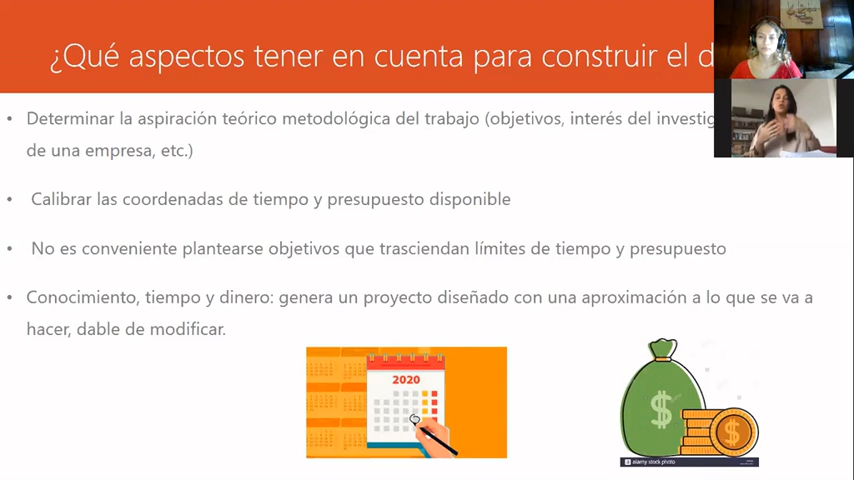 ¿Qué aspectos tener en cuenta para construir el d
• Determinar la aspiración teórico metodológica del trabajo (objetivos, interés del investig
de una empresa, etc.)
• Calibrar las coordenadas de tiempo y presupuesto disponible
• No es conveniente plantearse objetivos que trasciendan límites de tiempo y presupuesto
• Conocimiento, tiempo y dinero: genera un proyecto diseñado con una aproximación a lo que se va a
hacer, dable de modificar.
2020
$
$
alamy stock photo